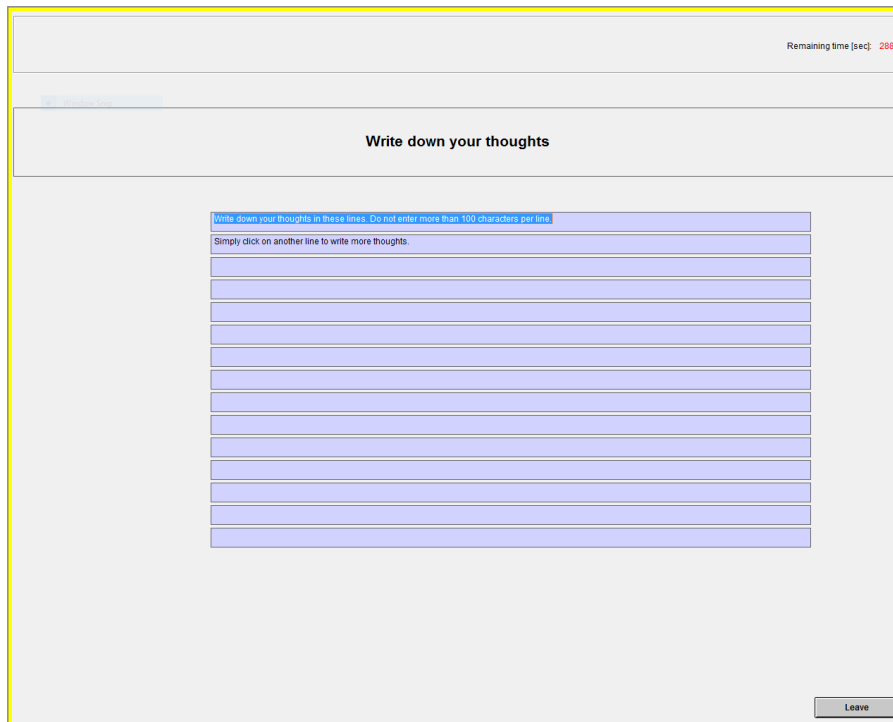 Remaining time [sec]: 288
Write down your thoughts
Write down your thoughts in these lines. Do not enter more than 100 characters per line.
Simply click on another line to write more thoughts.
Leave